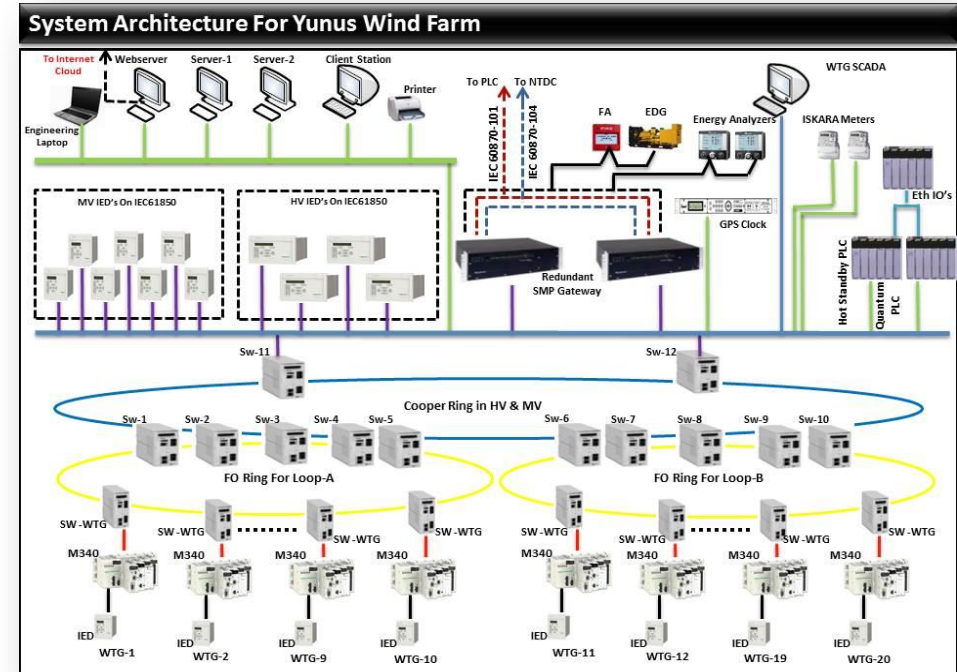 System Architecture For Yunus Wind Farm
To Internet
Cloud
Webserver
Server-1
Server-2
Client Station
Printer
Engineering
Laptop
To PLC
To NTDC
IEC 60870-101
IEC 60870-104
FA
EDG
Energy Analyzers
WTG SCADA
ISKARA Meters
Eth IO's
MV IED's On IEC61850
HV IED's On IEC61850
GPS Clock
Redundant
SMP Gateway
Hot Standby PLC
Quantum
PLC
Sw-11
Sw-12
Cooper Ring in HV & MV
Sw-1
Sw-2
Sw-3
Sw-4
Sw-5
Sw-6
Sw-7
Sw-8
Sw-9
Sw-10
FO Ring For Loop-A
FO Ring For Loop-B
SW-WTG
SW-WTG
SW-WTG
SW-WTG
SW-WTG
SW-WTG
SW-WTG
SW-WTG
M340
M340
M340
M340
M340
M340
M340
M340
IED
IED
IED
IED
IED
IED
IED
IED
WTG-1
WTG-2
WTG-9
WTG-10
WTG-11
WTG-12
WTG-19
WTG-20